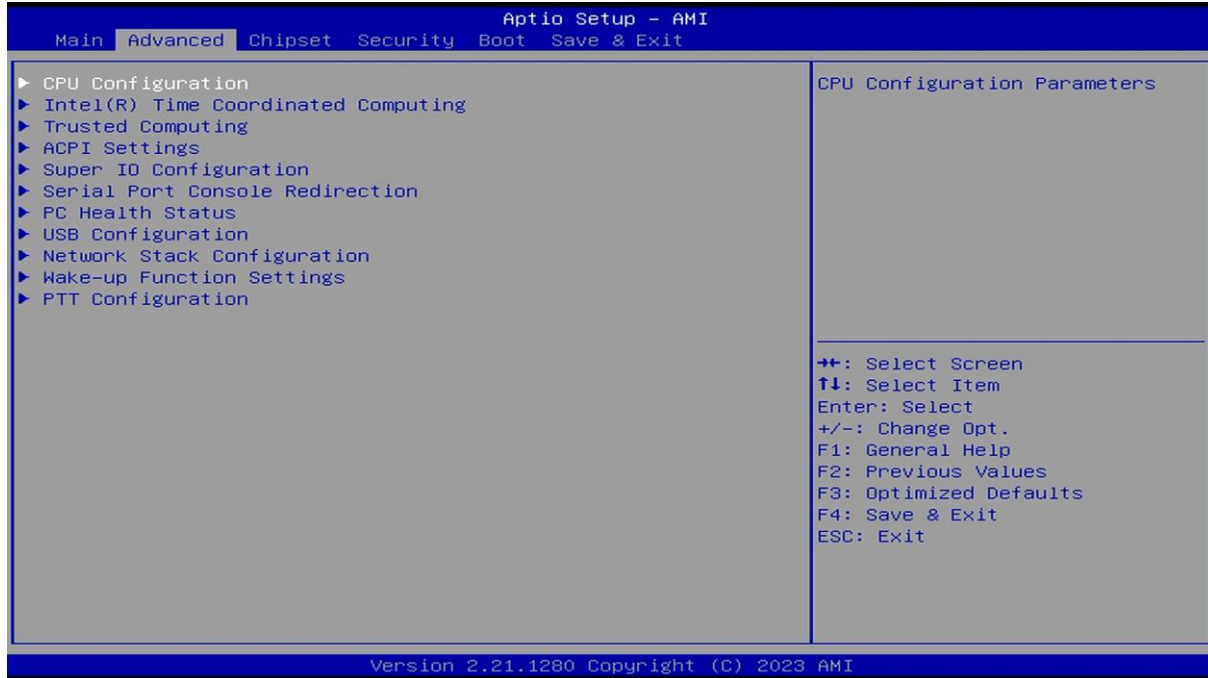 Aptio Setup – AMI
Main Advanced Chipset Security Boot Save & Exit
▶ CPU Configuration
▶ Intel(R) Time Coordinated Computing
▶ Trusted Computing
▶ ACPI Settings
▶ Super IO Configuration
▶ Serial Port Console Redirection
▶ PC Health Status
▶ USB Configuration
▶ Network Stack Configuration
▶ Wake-up Function Settings
▶ PTT Configuration
CPU Configuration Parameters
→←: Select Screen
↑↓: Select Item
Enter: Select
+/-: Change Opt.
F1: General Help
F2: Previous Values
F3: Optimized Defaults
F4: Save & Exit
ESC: Exit
Version 2.21.1280 Copyright (C) 2023 AMI